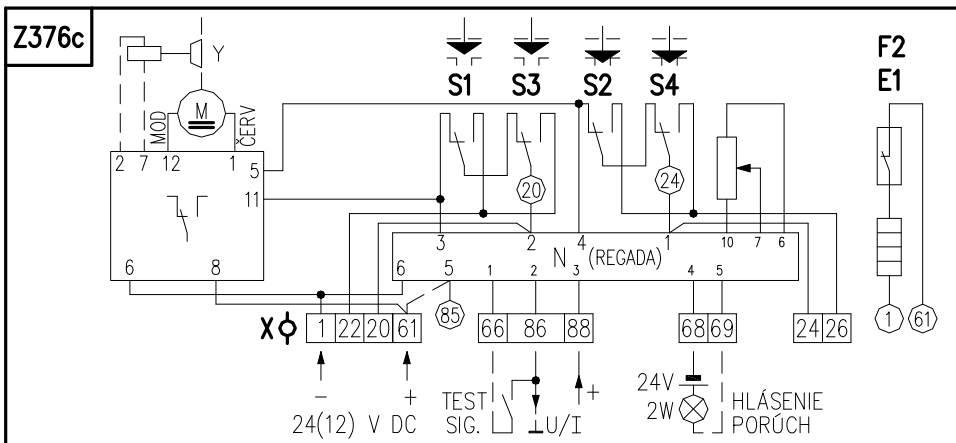 Z376c
Y
M
MOD
ČERV
2 7 12 1
5
11
6 8
S1 S3 S2 S4
F2
E1
20
24
3 2 4 1 10 7 6
N (REGADA)
6 5 1 2 3 4 5
85
X 1 22 20 61
66 86 88
68 69
24 26
1 61
− +
24(12) V DC
TEST
SIG.
U/I
+
24V
2W
HLÁSENIE
PORÚCH